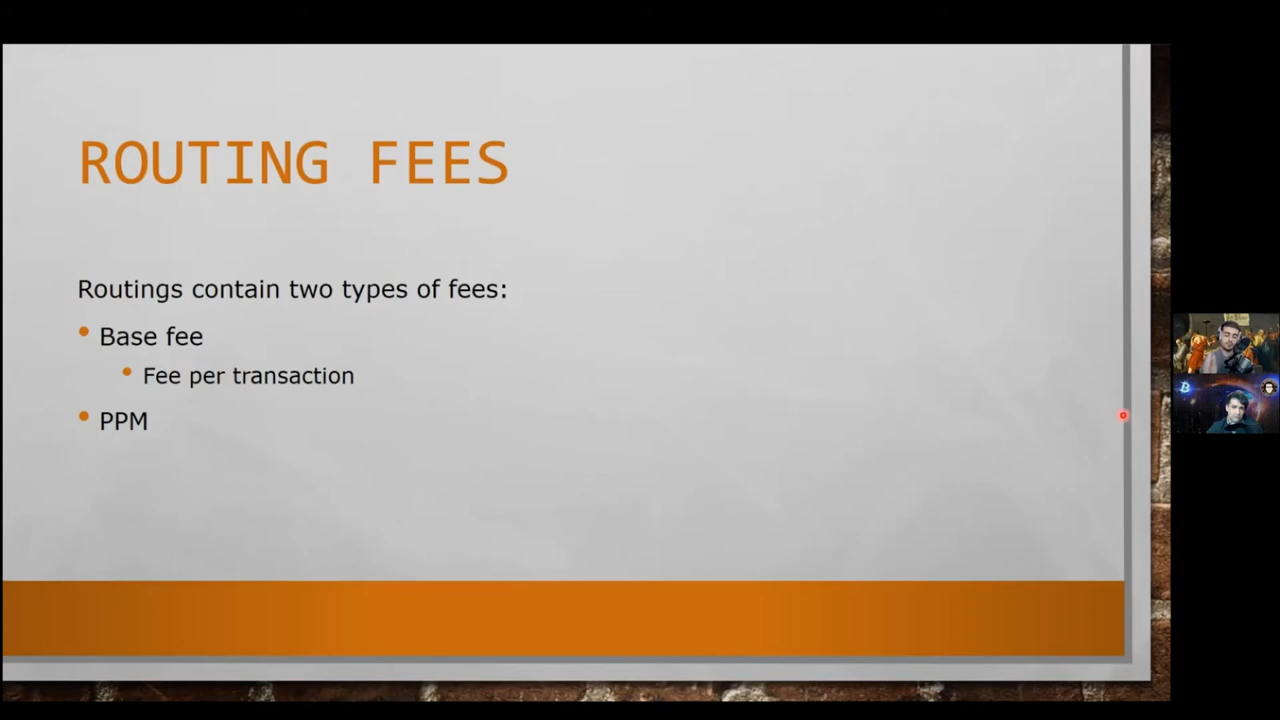 ROUTING FEES
Routings contain two types of fees:
Base fee
Fee per transaction
PPM